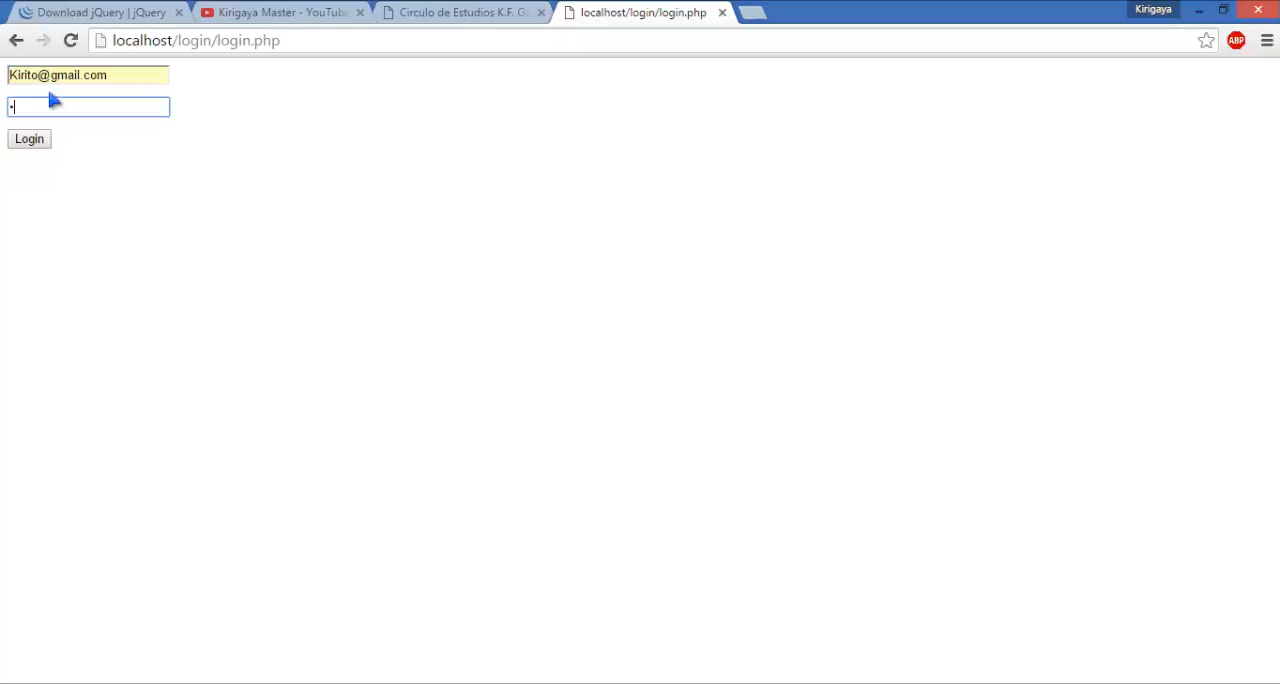 Download jQuery | jQuery
Kirigaya Master - YouTube
Circulo de Estudios K.F. G
localhost/login/login.php
Kirigaya
localhost/login/login.php
ABP
Kirito@gmail.com
•
Login